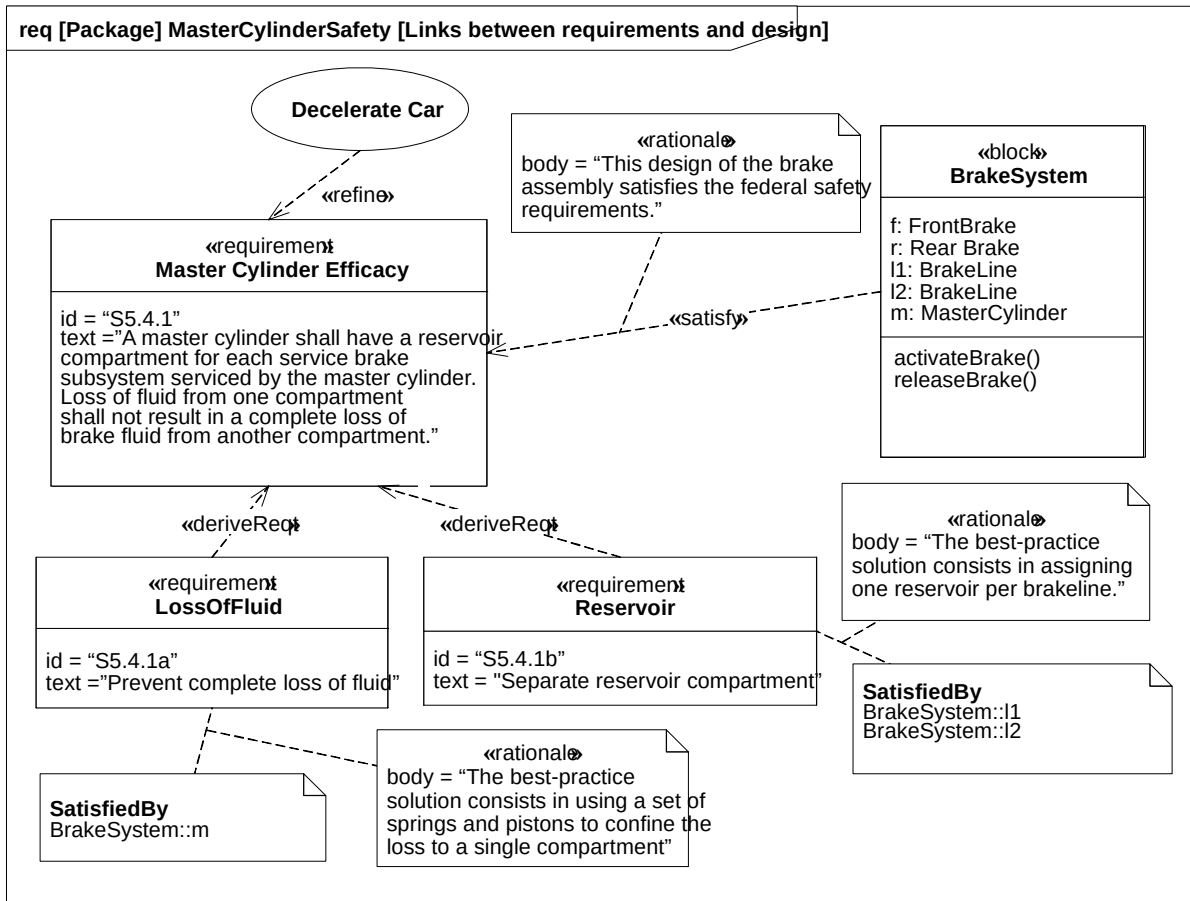 req [Package] MasterCylinderSafety [Links between requirements and design]
Decelerate Car
«refine»
«requirement»
Master Cylinder Efficacy
id = “S5.4.1”
text =”A master cylinder shall have a reservoir
compartment for each service brake
subsystem serviced by the master cylinder.
Loss of fluid from one compartment
shall not result in a complete loss of
brake fluid from another compartment.”
«rationale»
body = “This design of the brake
assembly satisfies the federal safety
requirements.”
«satisfy»
«block»
BrakeSystem
f: FrontBrake
r: Rear Brake
l1: BrakeLine
l2: BrakeLine
m: MasterCylinder
activateBrake()
releaseBrake()
«deriveReqt»
«deriveReqt»
«requirement»
LossOfFluid
id = “S5.4.1a”
text =”Prevent complete loss of fluid”
«requirement»
Reservoir
id = “S5.4.1b”
text = "Separate reservoir compartment”
«rationale»
body = “The best-practice
solution consists in assigning
one reservoir per brakeline.”
SatisfiedBy
BrakeSystem::l1
BrakeSystem::l2
SatisfiedBy
BrakeSystem::m
«rationale»
body = “The best-practice
solution consists in using a set of
springs and pistons to confine the
loss to a single compartment”